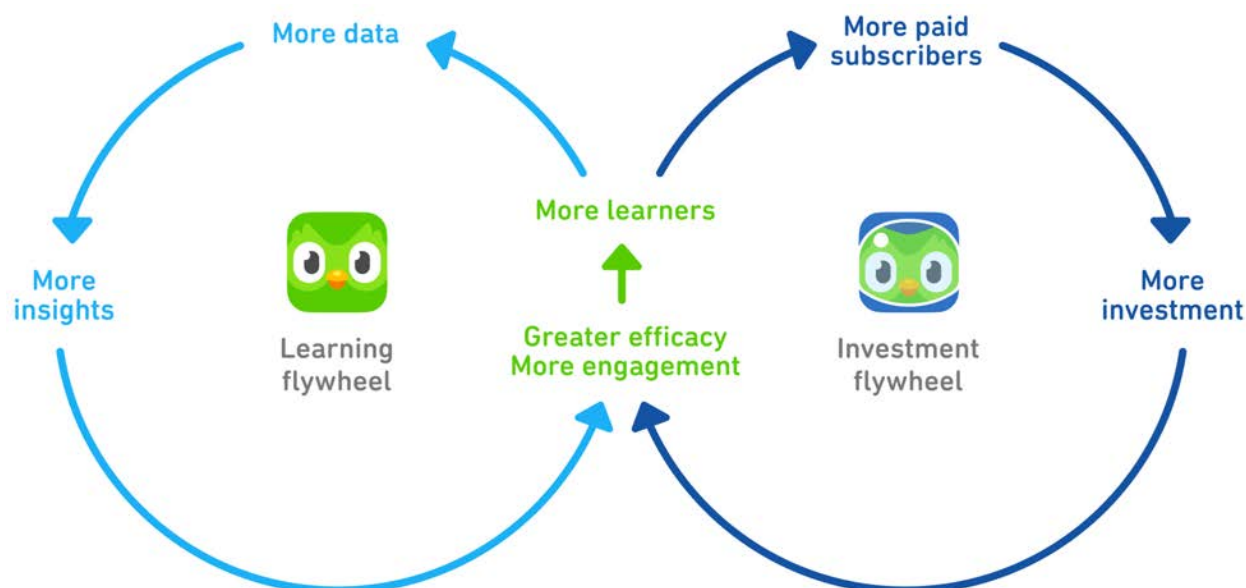 More data
More paid
subscribers
More learners
More
insights
More
investment
Greater efficacy
More engagement
Learning
flywheel
Investment
flywheel